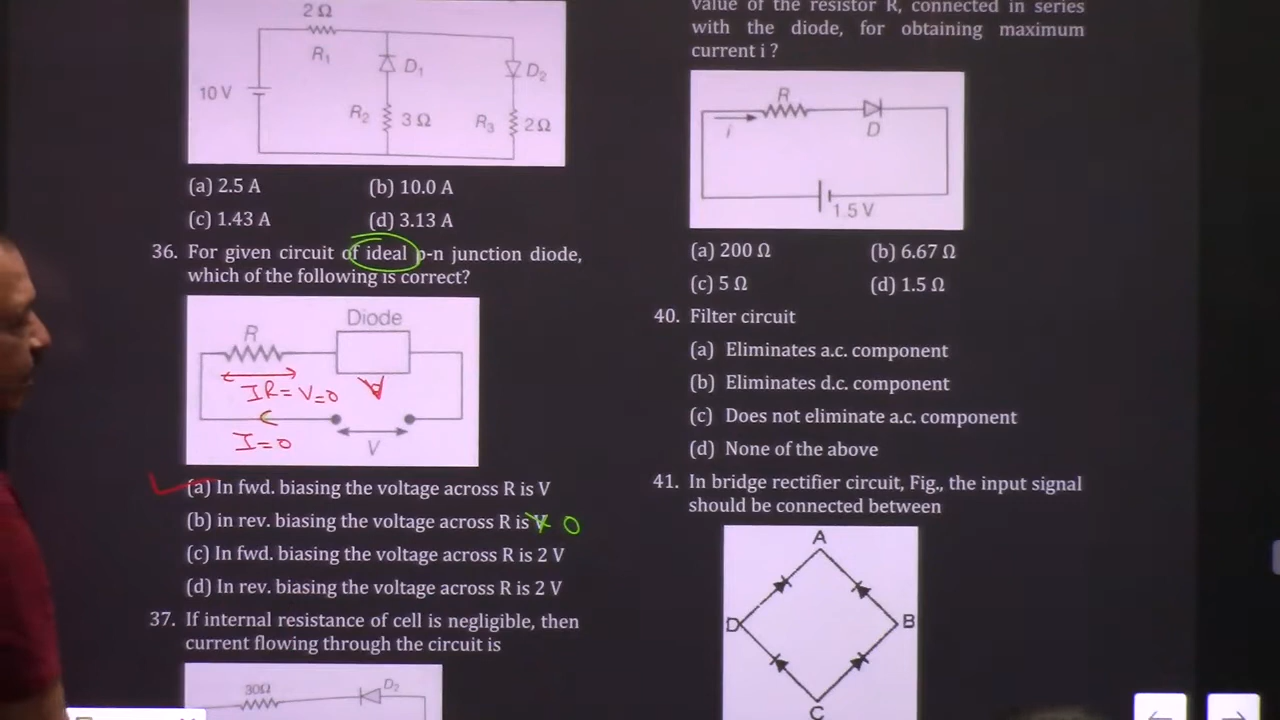 2 Ω
R₁
D₁
D₂
10 V
R₂
3 Ω
R₃
2Ω
(a) 2.5 A
(b) 10.0 A
(c) 1.43 A
(d) 3.13 A
36. For given circuit of ideal p-n junction diode,
which of the following is correct?
Diode
R
IR = V = 0
I = 0
V
(a) In fwd. biasing the voltage across R is V
(b) in rev. biasing the voltage across R is V 0
(c) In fwd. biasing the voltage across R is 2 V
(d) In rev. biasing the voltage across R is 2 V
37. If internal resistance of cell is negligible, then
current flowing through the circuit is
30Ω
D₂
value of the resistor R, connected in series
with the diode, for obtaining maximum
current i ?
R
i
D
1.5 V
(a) 200 Ω
(b) 6.67 Ω
(c) 5 Ω
(d) 1.5 Ω
40. Filter circuit
(a) Eliminates a.c. component
(b) Eliminates d.c. component
(c) Does not eliminate a.c. component
(d) None of the above
41. In bridge rectifier circuit, Fig., the input signal
should be connected between
A
D
B
C